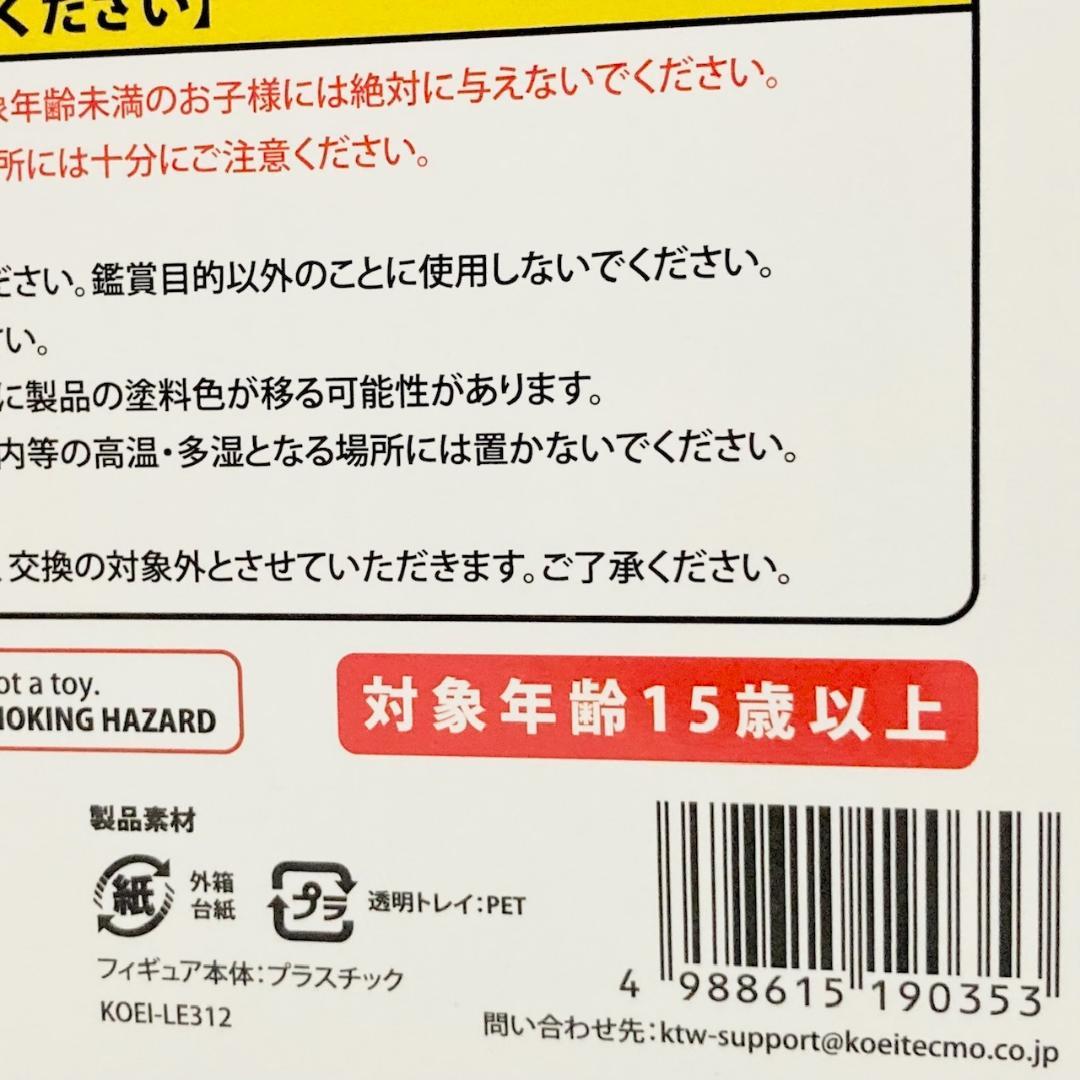 ください】
象年齢未満のお子様には絶対に与えないでください。
所には十分にご注意ください。
ださい。鑑賞目的以外のことに使用しないでください。
さい。
に製品の塗料色が移る可能性があります。
内等の高温・多湿となる場所には置かないでください。
、交換の対象外とさせていただきます。ご了承ください。
ot a toy.
HOKING HAZARD
対象年齢15歳以上
製品素材
紙
外箱
台紙
プラ
透明トレイ:PET
フィギュア本体:プラスチック
KOEI-LE312
4 988615 190353
問い合わせ先:ktw-support@koeitecmo.co.jp